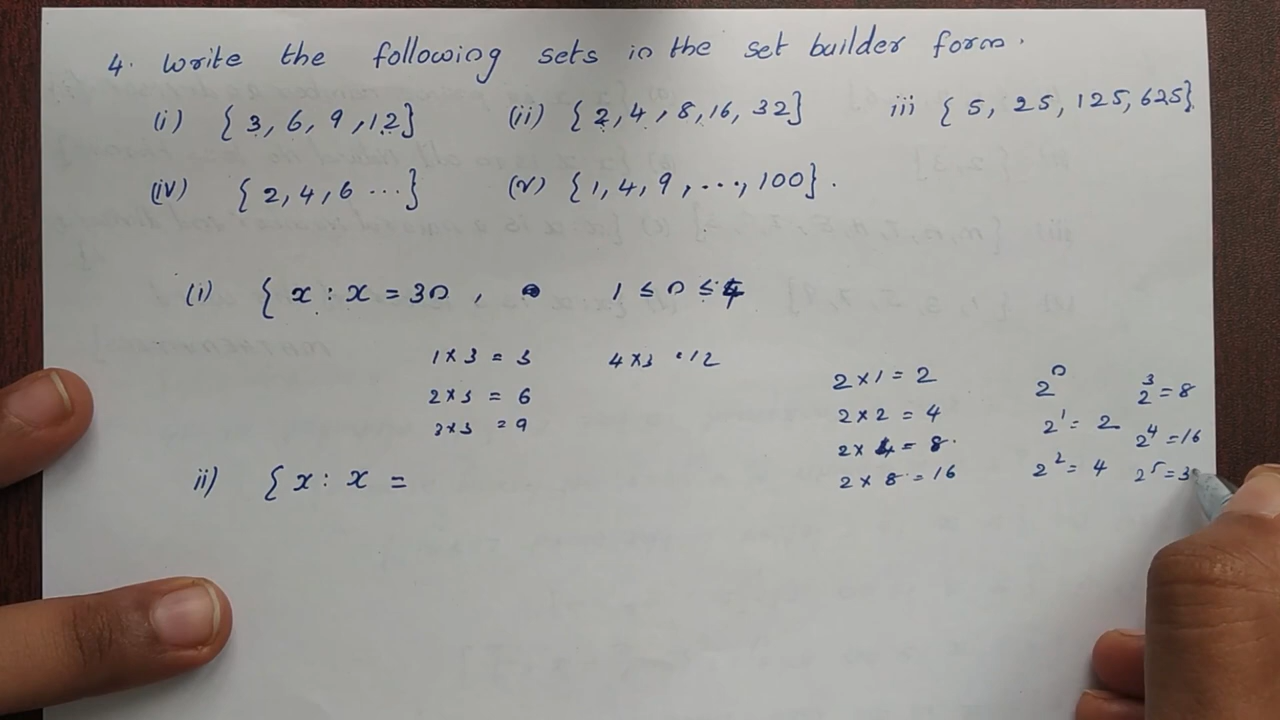 4. Write the following sets in the set builder form.
(i) { 3, 6, 9, 12} (ii) { 2, 4, 8, 16, 32} iii { 5, 25, 125, 625}
(iv) { 2, 4, 6 ...} (v) { 1, 4, 9, ..., 100}.
(i) { x : x = 3n, 1 ≤ n ≤ 4
1 x 3 = 3 4 x 3 = 12
2 x 3 = 6
3 x 3 = 9
2 x 1 = 2
2 x 2 = 4
2 x 4 = 8
2 x 8 = 16
2ⁿ
2¹ = 2
2² = 4
2³ = 8
2⁴ = 16
2⁵ = 3
ii) { x : x =